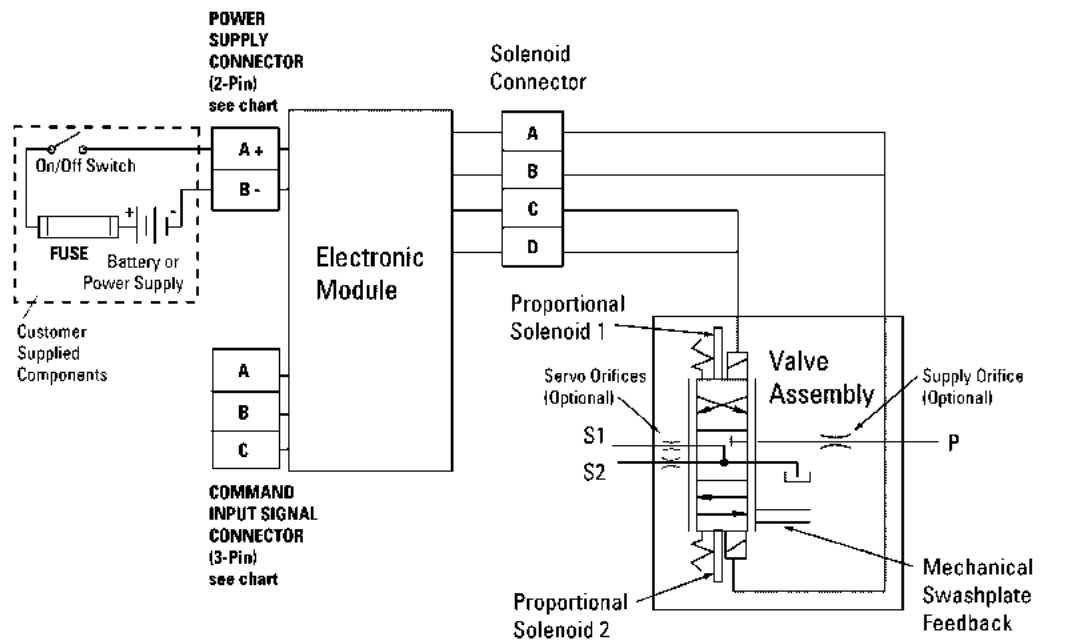 POWER
SUPPLY
CONNECTOR
(2-Pin)
see chart
Solenoid
Connector
On/Off Switch
A +
B -
+
-
FUSE
Battery or
Power Supply
Customer
Supplied
Components
Electronic
Module
A
B
C
D
A
B
C
COMMAND
INPUT SIGNAL
CONNECTOR
(3-Pin)
see chart
Proportional
Solenoid 1
Servo Orifices
(Optional)
Valve
Assembly
Supply Orifice
(Optional)
S1
S2
P
Proportional
Solenoid 2
Mechanical
Swashplate
Feedback